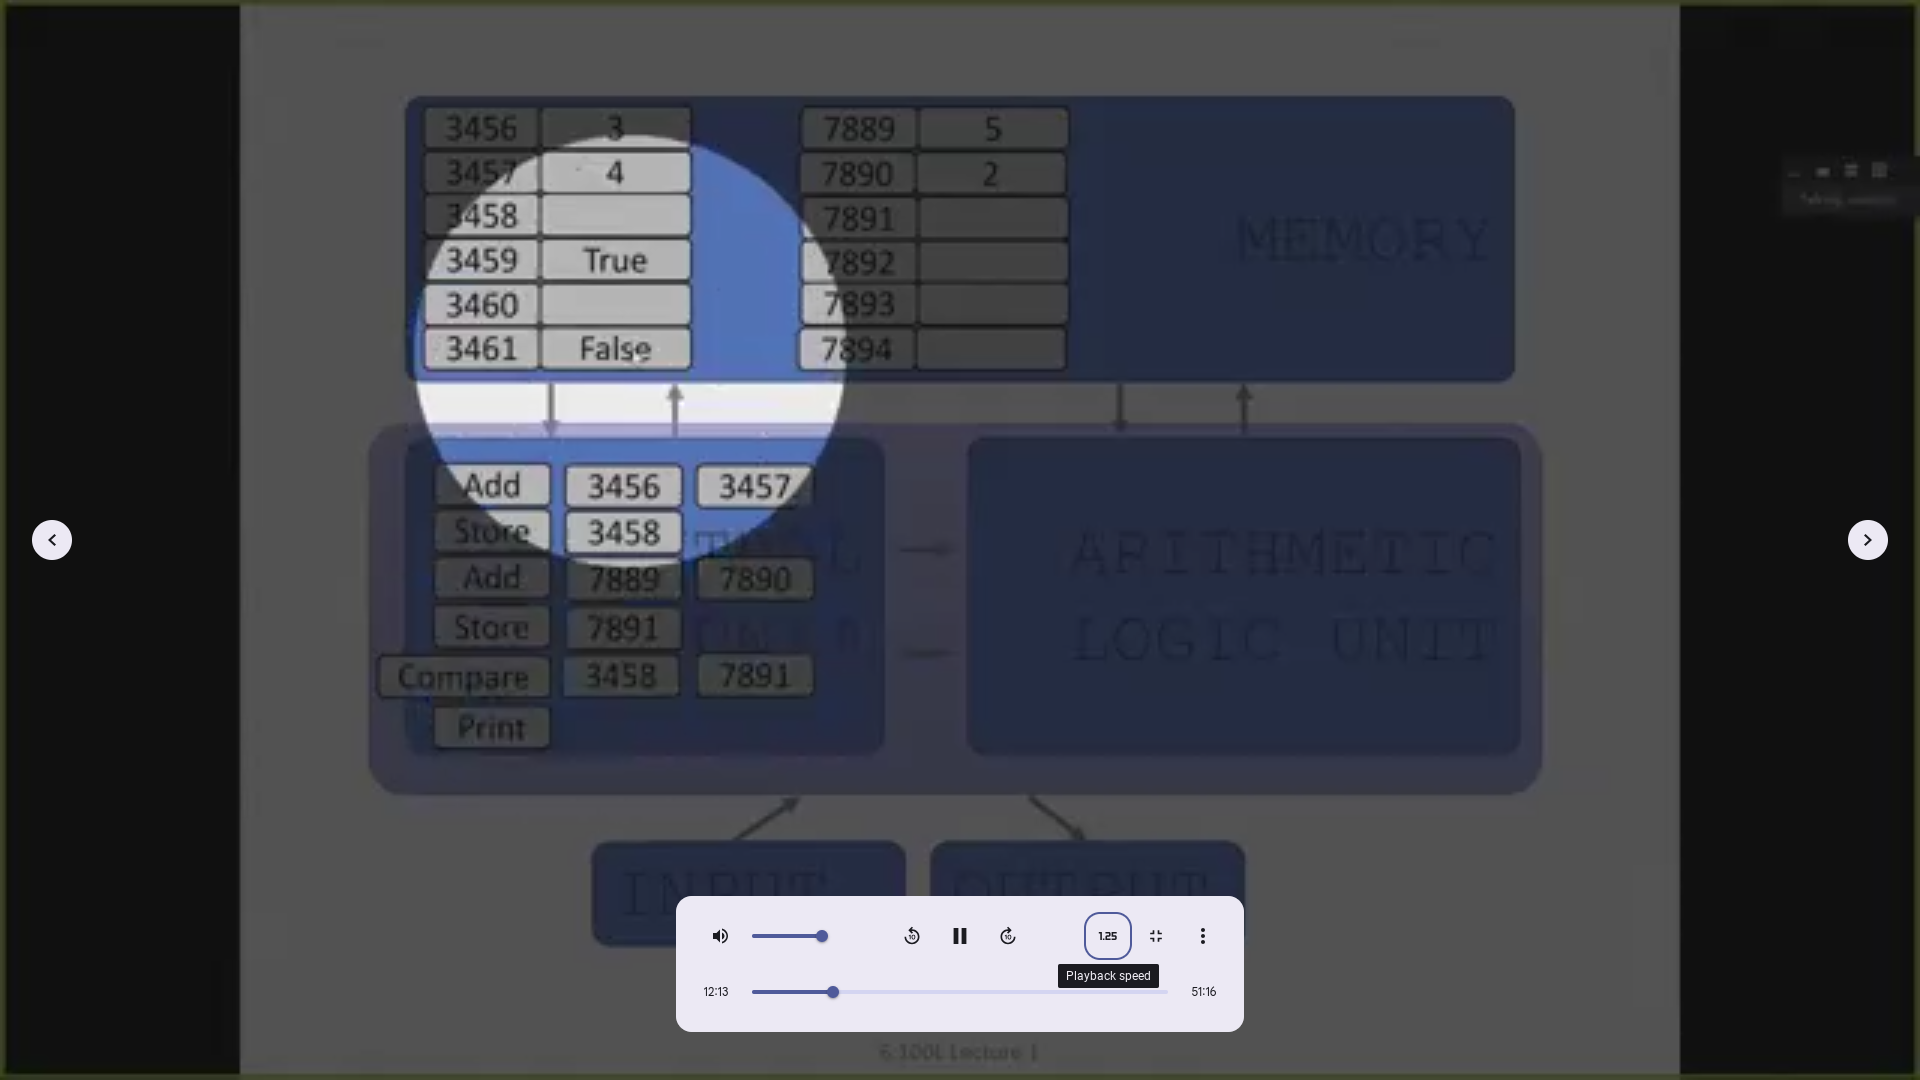 3456 3 7889 5
3457 4 7890 2
3458 7891
3459 True 7892
3460 7893
3461 False 7894
MEMORY
Add 3456 3457
Store 3458
Add 7889 7890
Store 7891
Compare 3458 7891
Print
ARITHMETIC
LOGIC UNIT
INPUT OUTPUT
10 10 1.25
Playback speed
12:13 51:16
6.100L Lecture 1